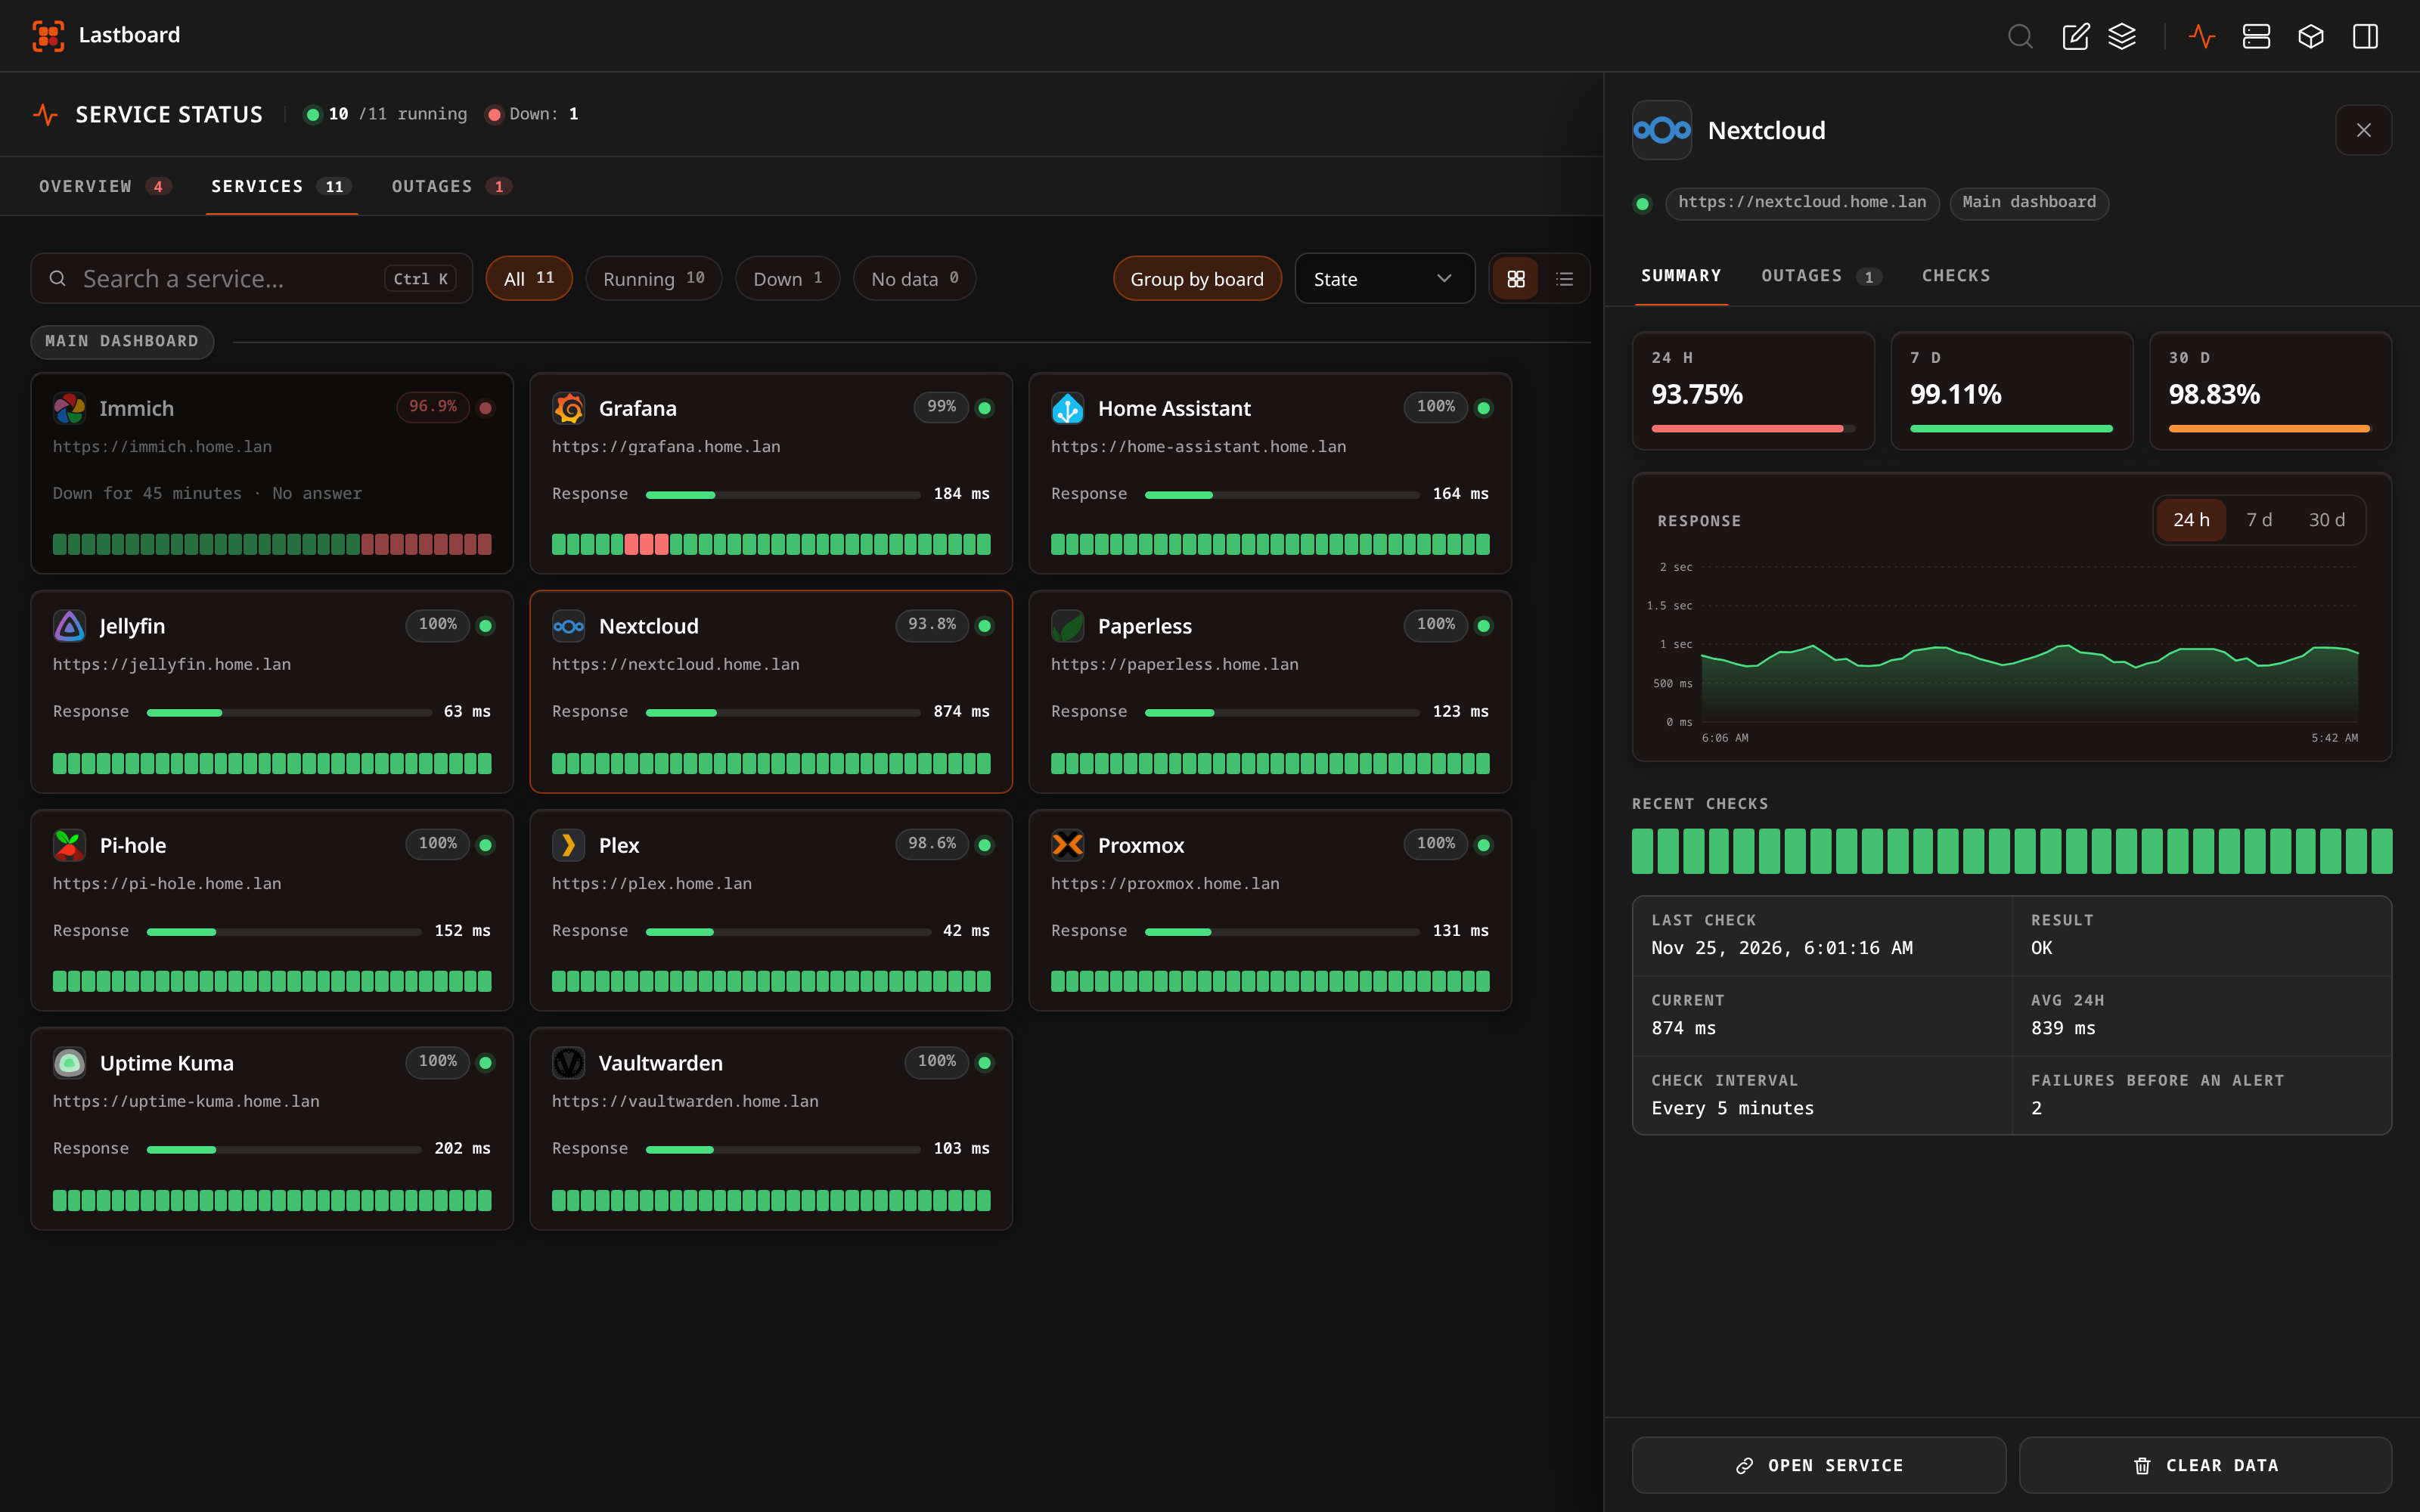 Lastboard
SERVICE STATUS
10 /11 running
Down: 1
OVERVIEW 4
SERVICES 11
OUTAGES 1
Search a service...
Ctrl K
All 11
Running 10
Down 1
No data 0
Group by board
State
MAIN DASHBOARD
Immich
96.9%
https://immich.home.lan
Down for 45 minutes · No answer
Grafana
99%
https://grafana.home.lan
Response
184 ms
Home Assistant
100%
https://home-assistant.home.lan
Response
164 ms
Jellyfin
100%
https://jellyfin.home.lan
Response
63 ms
Nextcloud
93.8%
https://nextcloud.home.lan
Response
874 ms
Paperless
100%
https://paperless.home.lan
Response
123 ms
Pi-hole
100%
https://pi-hole.home.lan
Response
152 ms
Plex
98.6%
https://plex.home.lan
Response
42 ms
Proxmox
100%
https://proxmox.home.lan
Response
131 ms
Uptime Kuma
100%
https://uptime-kuma.home.lan
Response
202 ms
Vaultwarden
100%
https://vaultwarden.home.lan
Response
103 ms
Nextcloud
https://nextcloud.home.lan
Main dashboard
SUMMARY
OUTAGES 1
CHECKS
24 H
93.75%
7 D
99.11%
30 D
98.83%
RESPONSE
24 h
7 d
30 d
2 sec
1.5 sec
1 sec
500 ms
0 ms
6:06 AM
5:42 AM
RECENT CHECKS
LAST CHECK
Nov 25, 2026, 6:01:16 AM
RESULT
OK
CURRENT
874 ms
AVG 24H
839 ms
CHECK INTERVAL
Every 5 minutes
FAILURES BEFORE AN ALERT
2
OPEN SERVICE
CLEAR DATA